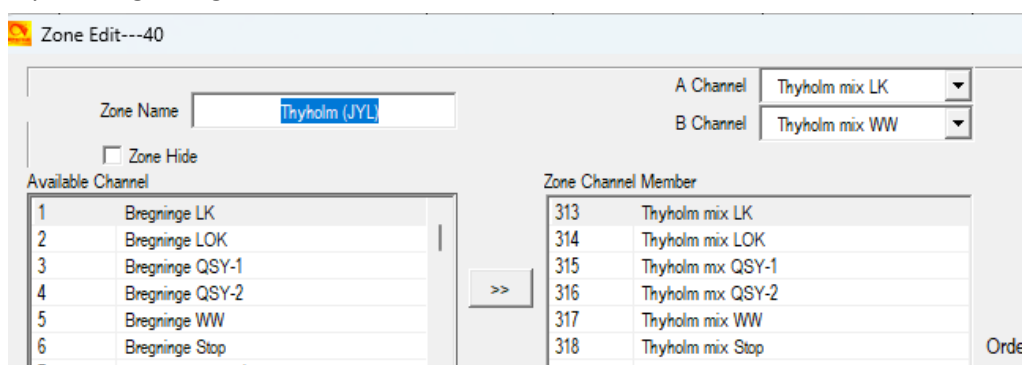 Zone Edit---40
A Channel Thyholm mix LK
Zone Name Thyholm (JYL)
B Channel Thyholm mix WW
Zone Hide
Available Channel Zone Channel Member
1 Bregninge LK 313 Thyholm mix LK
2 Bregninge LOK 314 Thyholm mix LOK
3 Bregninge QSY-1 315 Thyholm mx QSY-1
4 Bregninge QSY-2 >> 316 Thyholm mx QSY-2
5 Bregninge WW 317 Thyholm mix WW
6 Bregninge Stop 318 Thyholm mix Stop Orde